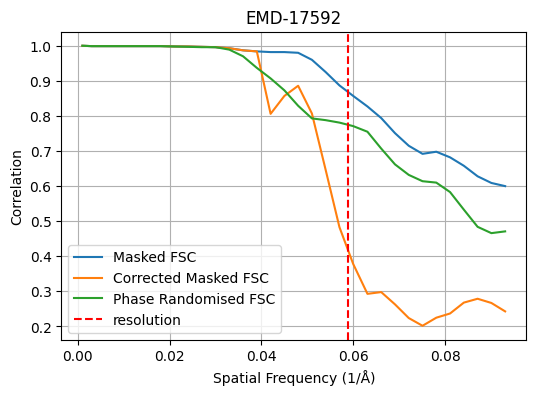 EMD-17592
1.0
0.9
0.8
0.7
0.6
0.5
0.4
0.3
0.2
Correlation
Masked FSC
Corrected Masked FSC
Phase Randomised FSC
resolution
0.00 0.02 0.04 0.06 0.08
Spatial Frequency (1/Å)